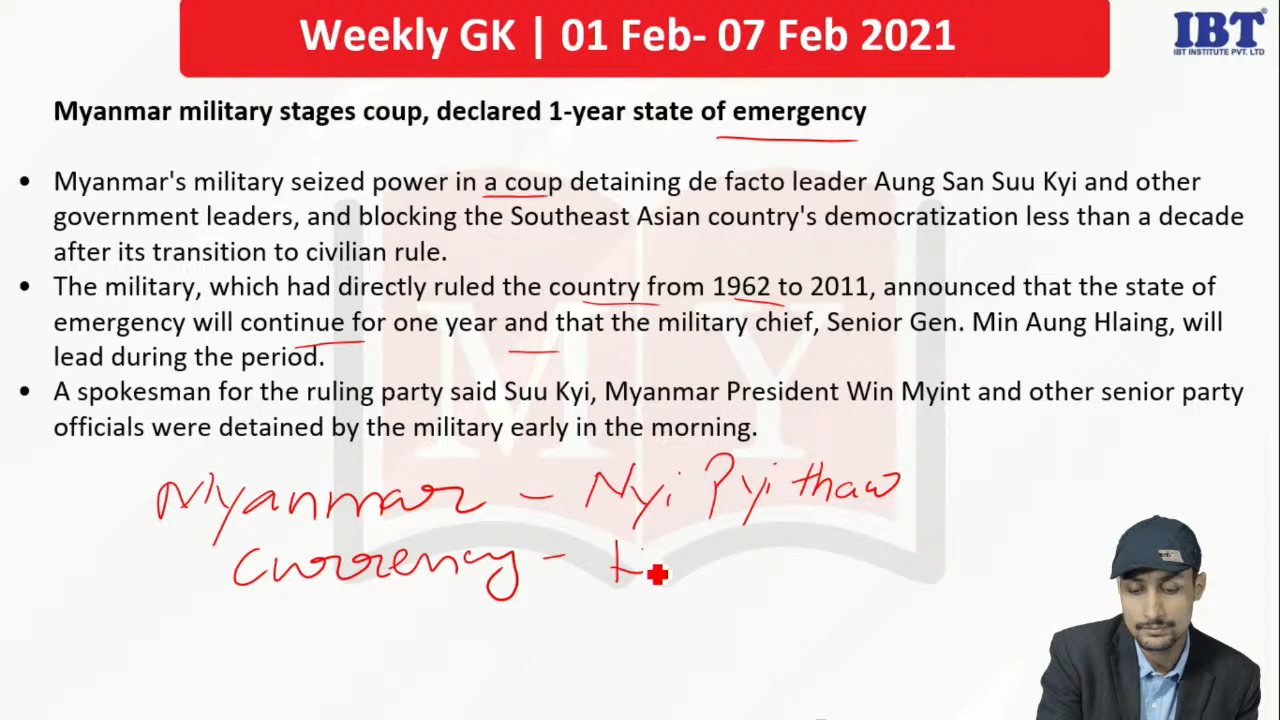 Weekly GK | 01 Feb- 07 Feb 2021
IBT
IBT INSTITUTE PVT. LTD
Myanmar military stages coup, declared 1-year state of emergency
• Myanmar's military seized power in a coup detaining de facto leader Aung San Suu Kyi and other
government leaders, and blocking the Southeast Asian country's democratization less than a decade
after its transition to civilian rule.
• The military, which had directly ruled the country from 1962 to 2011, announced that the state of
emergency will continue for one year and that the military chief, Senior Gen. Min Aung Hlaing, will
lead during the period.
• A spokesman for the ruling party said Suu Kyi, Myanmar President Win Myint and other senior party
officials were detained by the military early in the morning.
Myanmar - Nyi Pyi thaw
Currency -
M Y